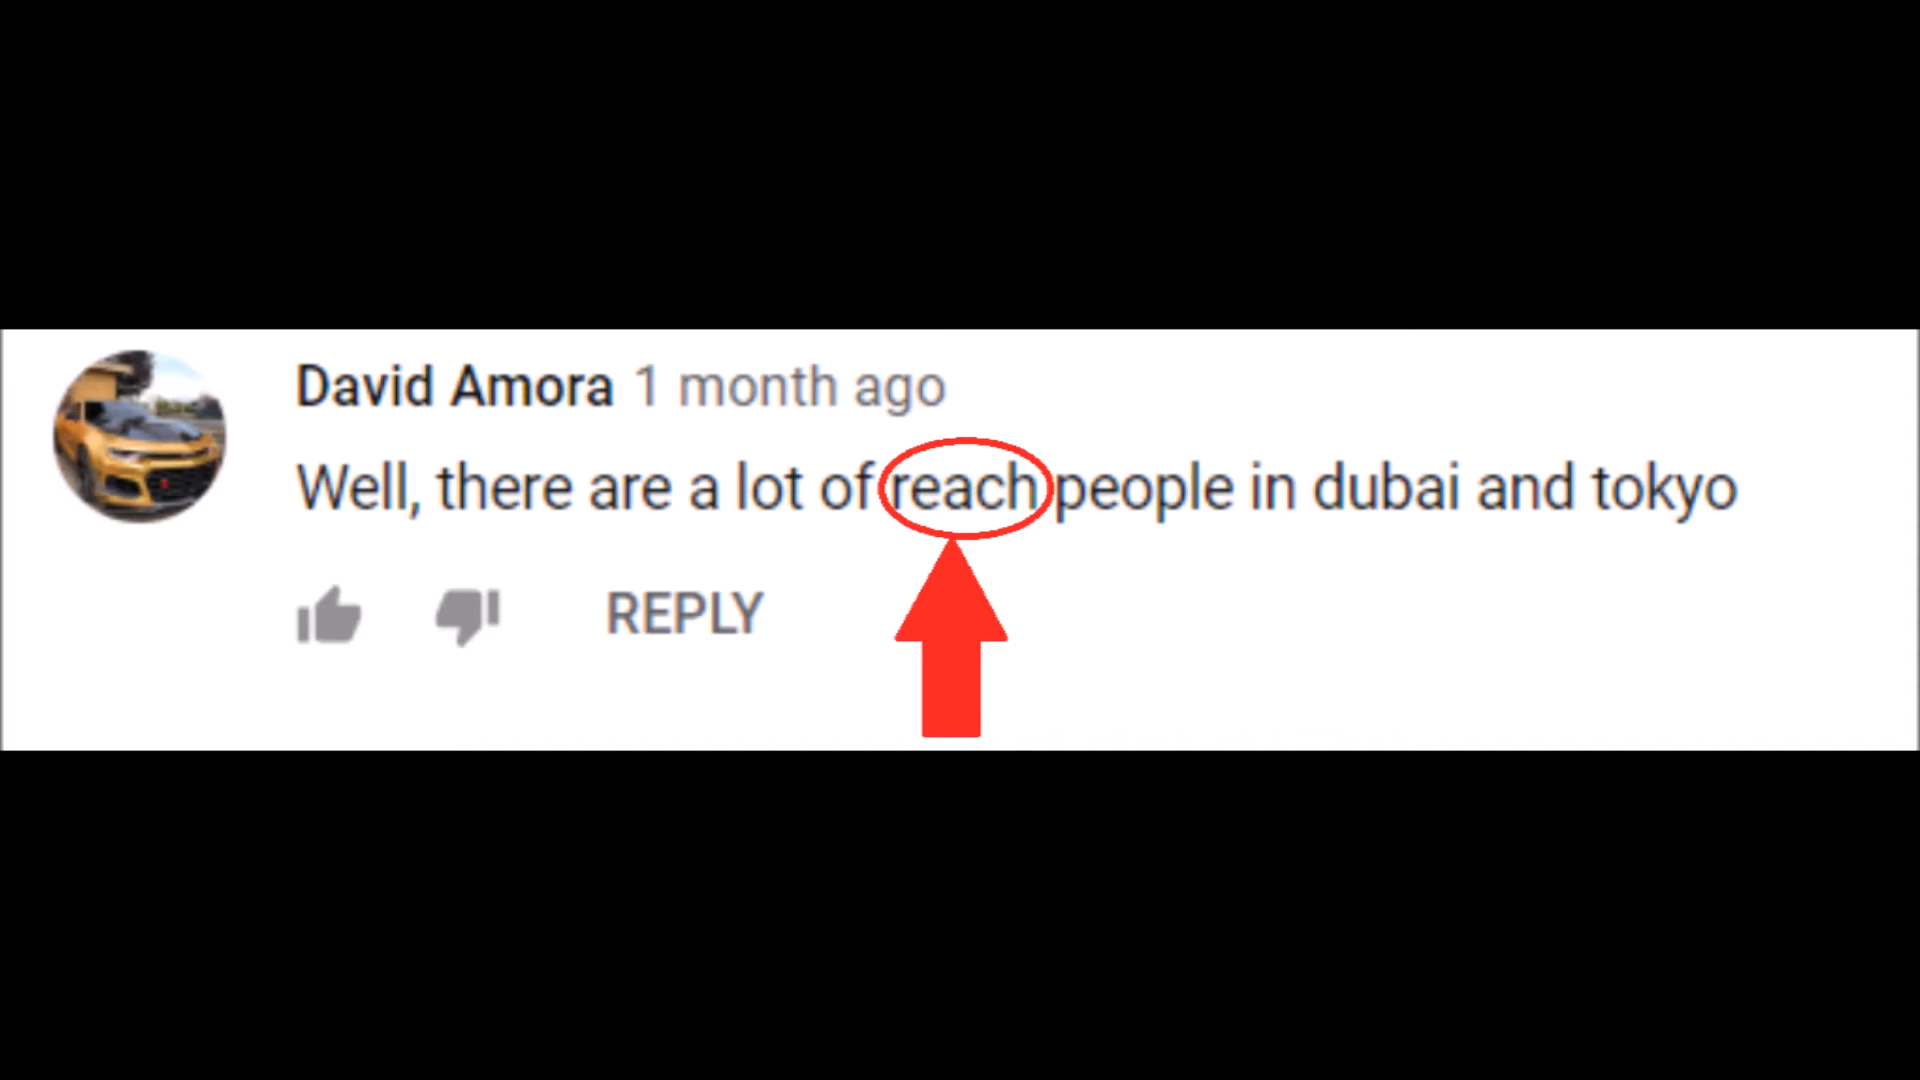 David Amora 1 month ago
Well, there are a lot of reach people in dubai and tokyo
REPLY